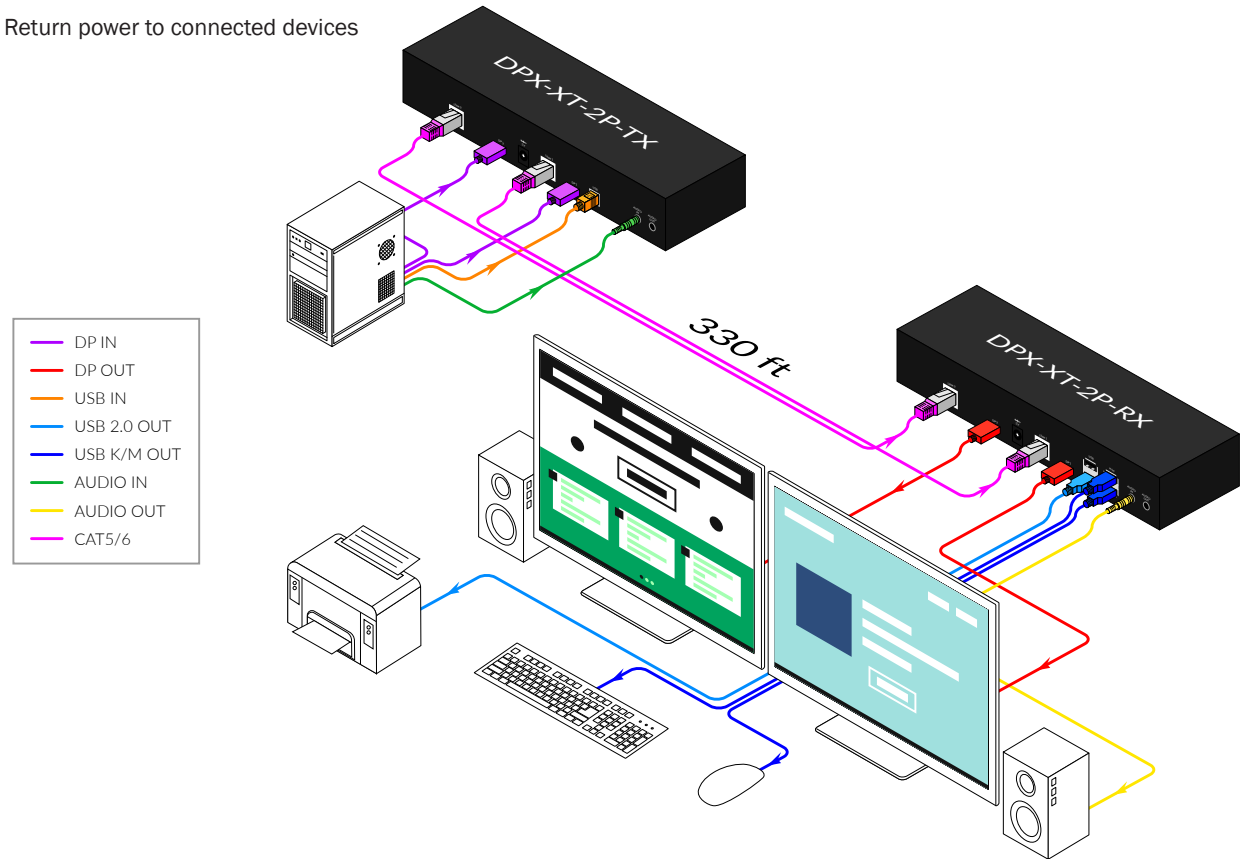 Return power to connected devices
DPX-XT-2P-TX
330 ft
DPX-XT-2P-RX
DP IN
DP OUT
USB IN
USB 2.0 OUT
USB K/M OUT
AUDIO IN
AUDIO OUT
CAT5/6